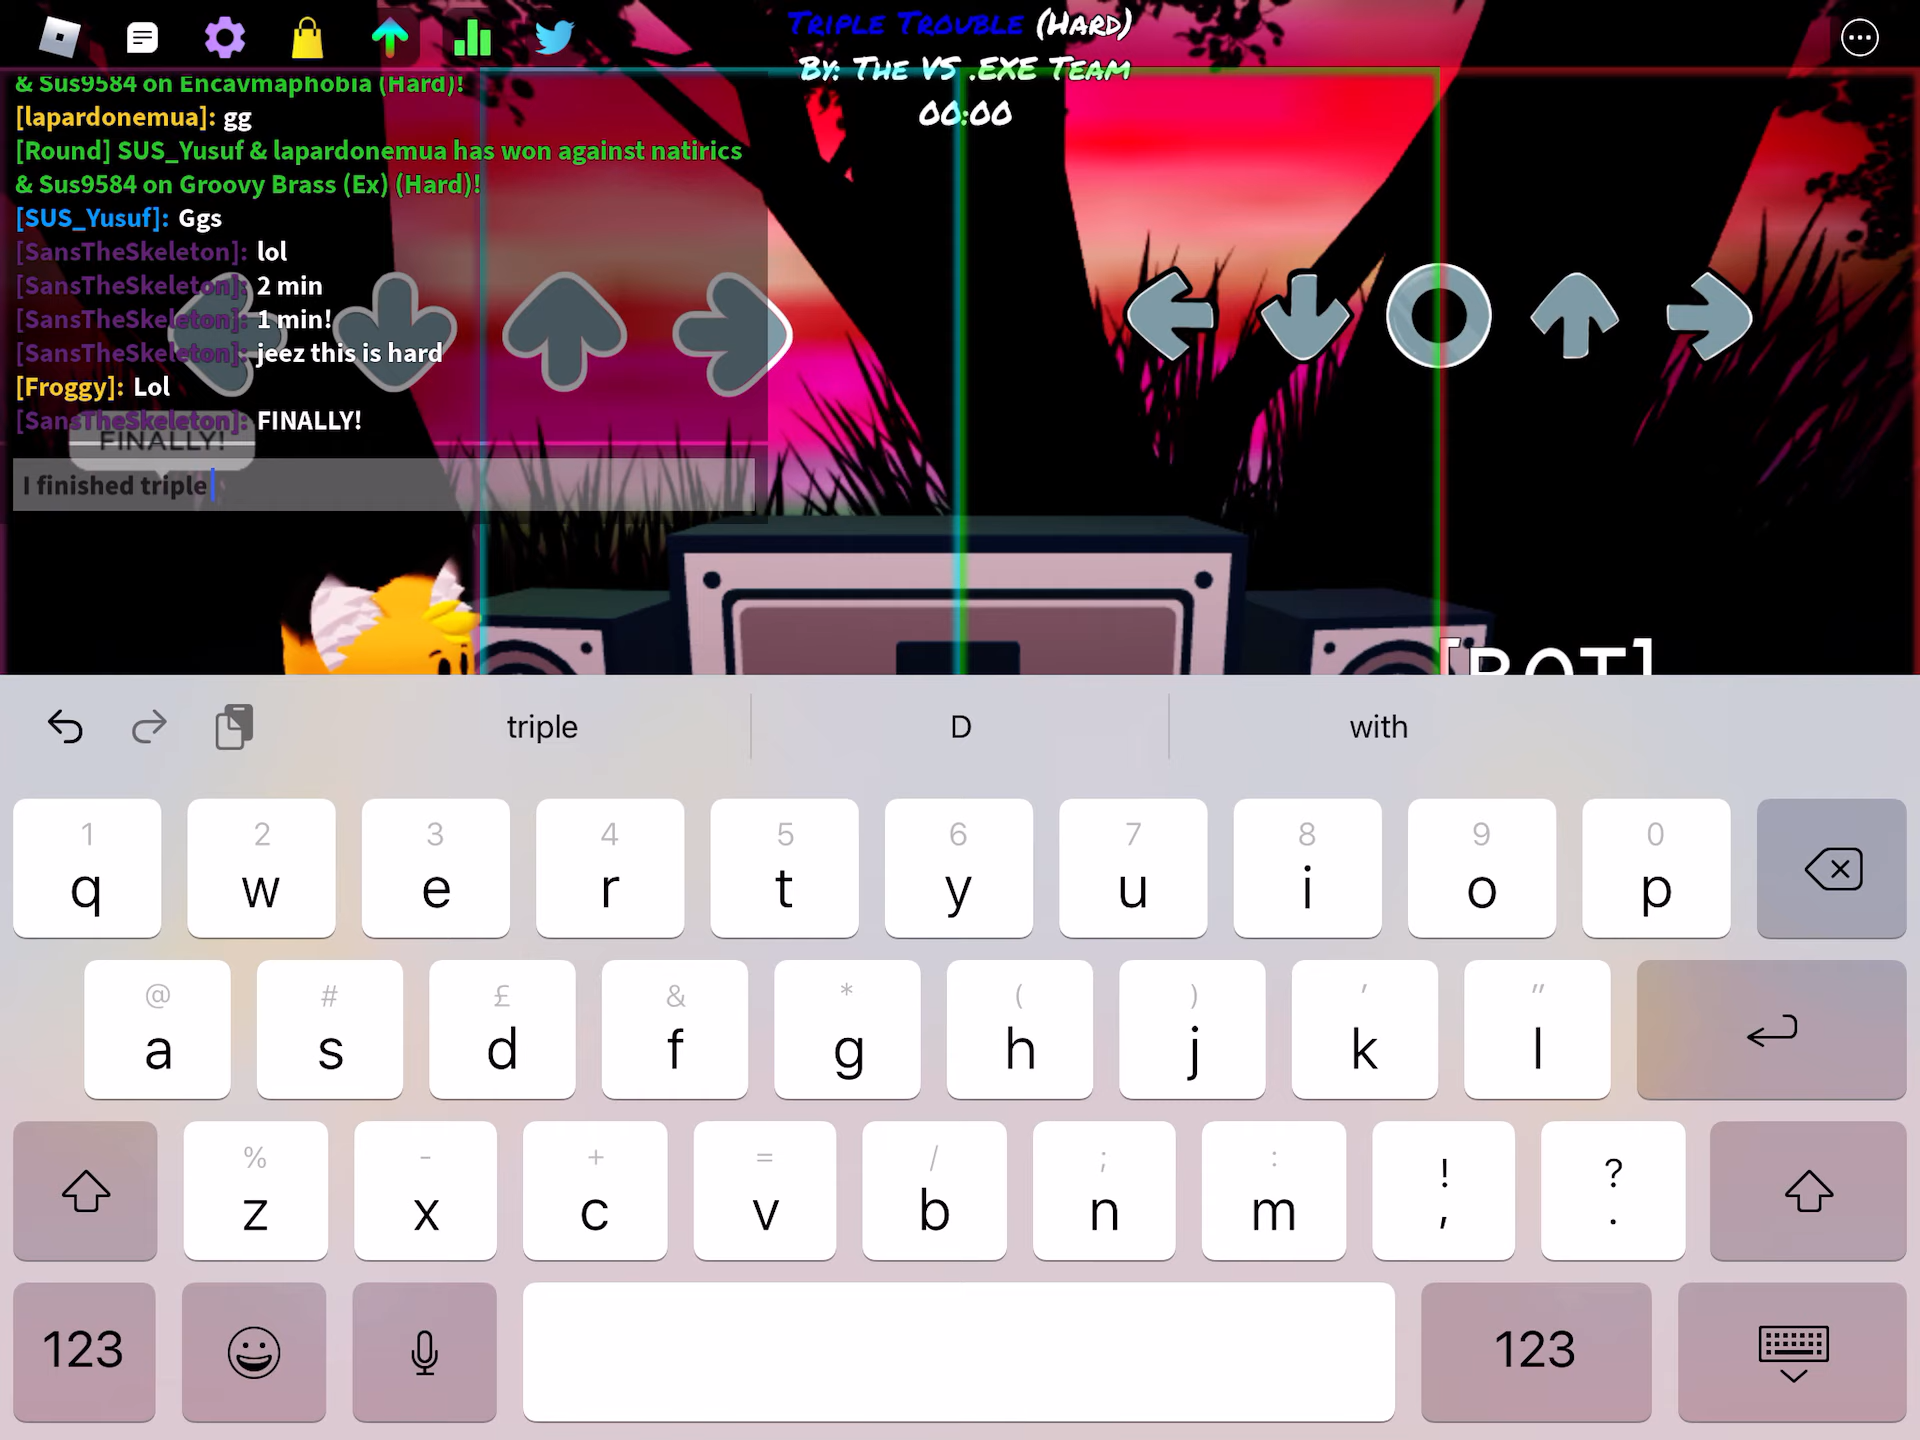 Triple Trouble (Hard)
By: The VS .EXE Team
00:00
& Sus9584 on Encavmaphobia (Hard)!
[lapardonemua]: gg
[Round] SUS_Yusuf & lapardonemua has won against natirics
& Sus9584 on Groovy Brass (Ex) (Hard)!
[SUS_Yusuf]: Ggs
[SansTheSkeleton]: lol
[SansTheSkeleton]: 2 min
[SansTheSkeleton]: 1 min!
[SansTheSkeleton]: jeez this is hard
[Froggy]: Lol
[SansTheSkeleton]: FINALLY!
FINALLY!
I finished triple
[BOT]
triple D with
1 2 3 4 5 6 7 8 9 0
q w e r t y u i o p
@ # £ & * ( ) ' "
a s d f g h j k l
% - + = / ; : ! ?
z x c v b n m , .
123 123